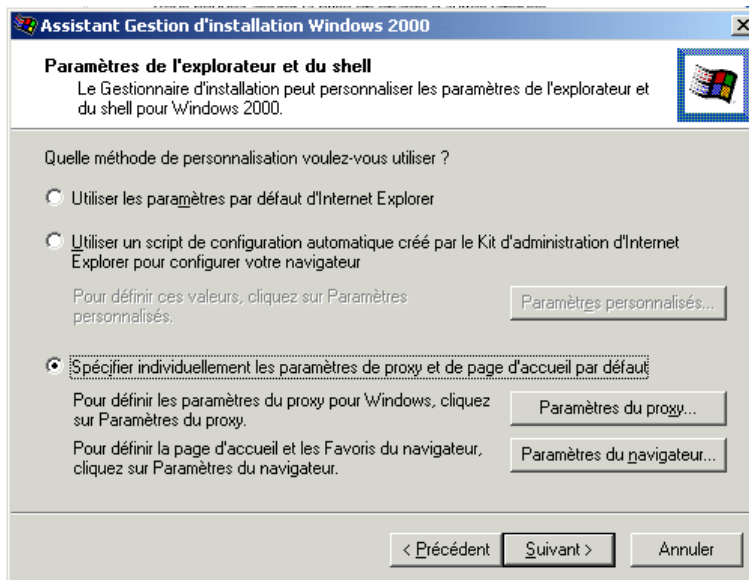 Assistant Gestion d'installation Windows 2000
Paramètres de l'explorateur et du shell
Le Gestionnaire d'installation peut personnaliser les paramètres de l'explorateur et
du shell pour Windows 2000.
Quelle méthode de personnalisation voulez-vous utiliser ?
Utiliser les paramètres par défaut d'Internet Explorer
Utiliser un script de configuration automatique créé par le Kit d'administration d'Internet
Explorer pour configurer votre navigateur
Pour définir ces valeurs, cliquez sur Paramètres
personnalisés.
Paramètres personnalisés...
Spécifier individuellement les paramètres de proxy et de page d'accueil par défaut
Pour définir les paramètres du proxy pour Windows, cliquez
sur Paramètres du proxy.
Paramètres du proxy...
Pour définir la page d'accueil et les Favoris du navigateur,
cliquez sur Paramètres du navigateur.
Paramètres du navigateur...
< Précédent
Suivant >
Annuler